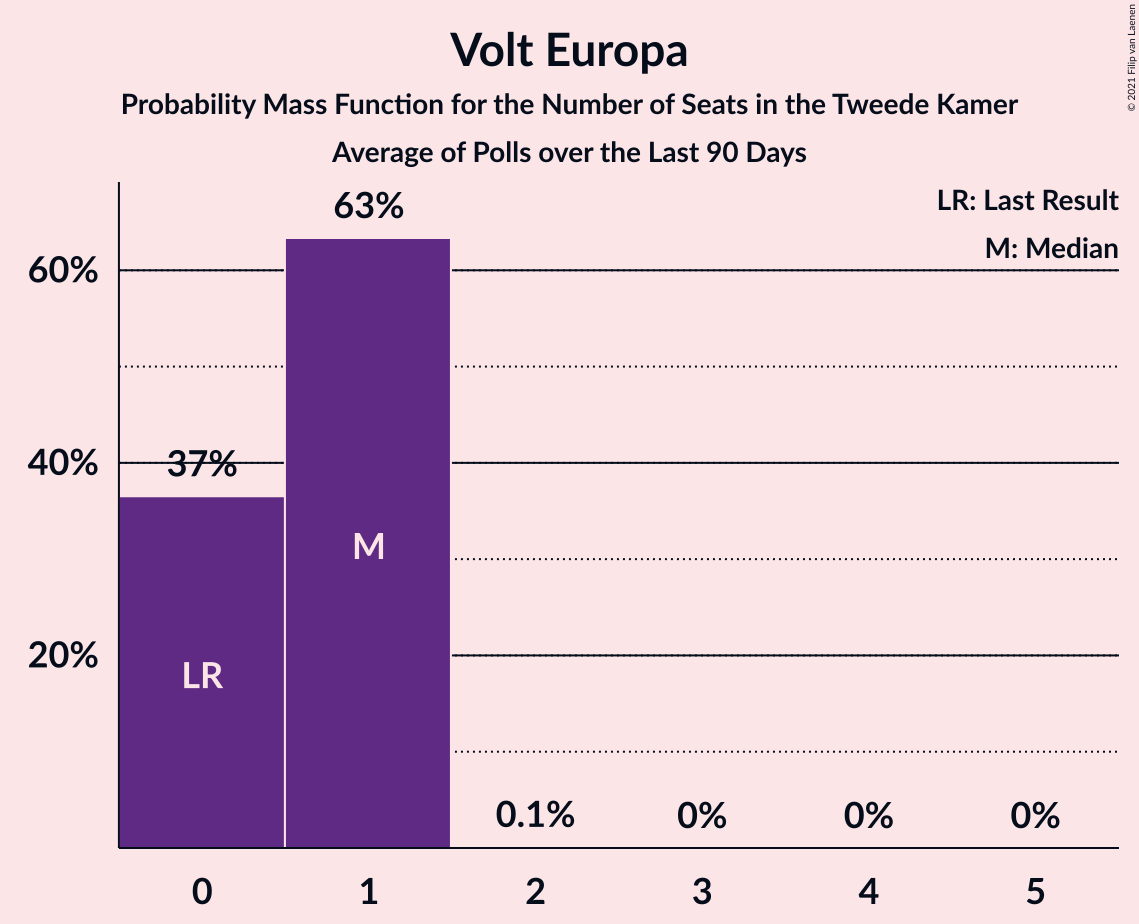 Volt Europa
Probability Mass Function for the Number of Seats in the Tweede Kamer
Average of Polls over the Last 90 Days
© 2021 Filip van Laenen
LR: Last Result
M: Median
63%
60%
37%
40%
M
20%
LR
0.1%
0%
0%
0%
0
1
2
3
4
5